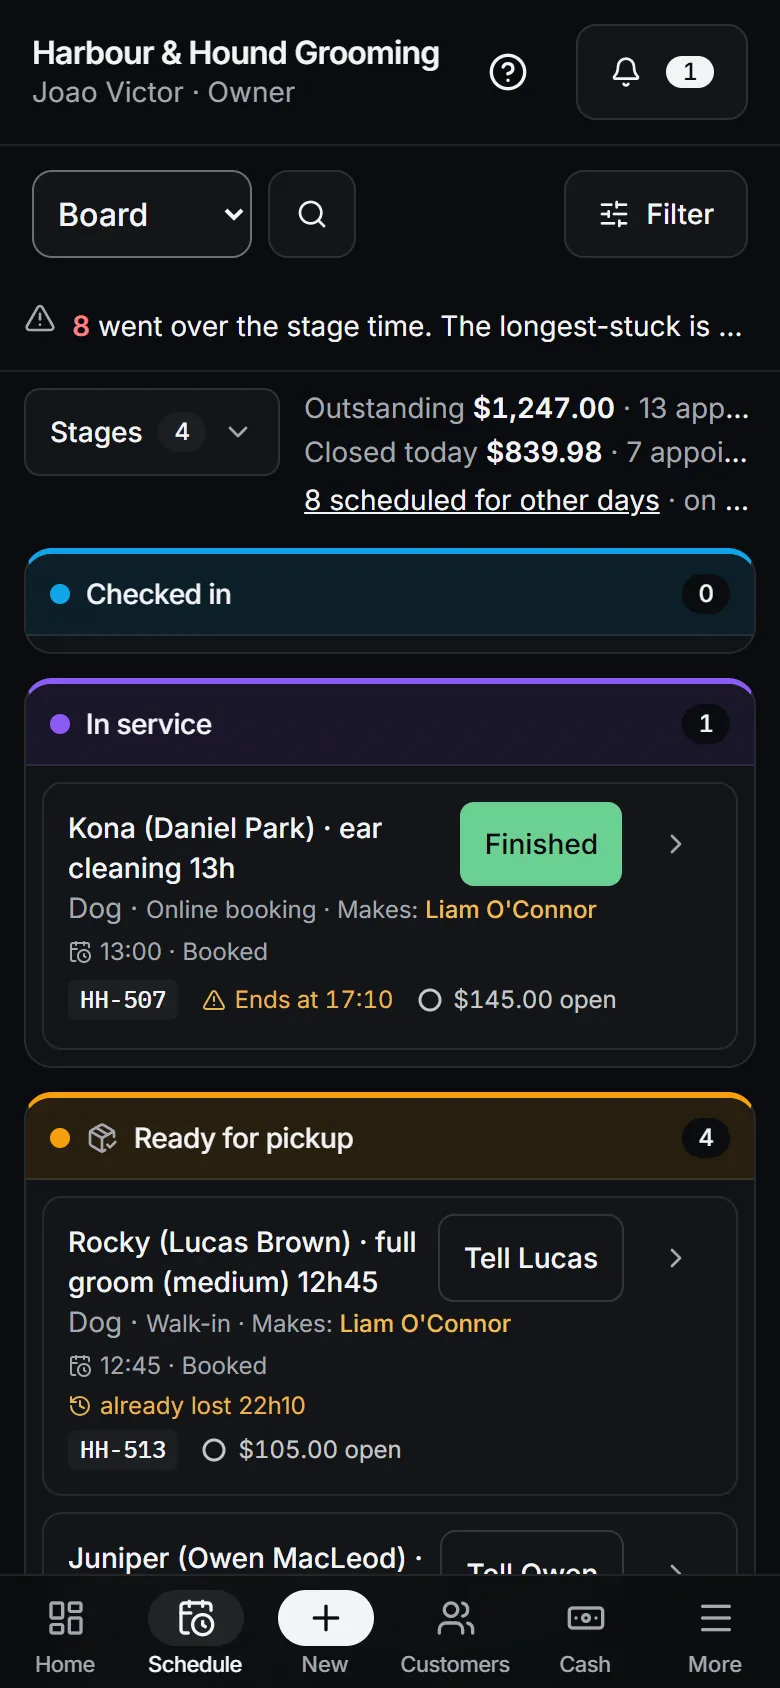 Harbour & Hound Grooming
Joao Victor · Owner
1
Board
Filter
8 went over the stage time. The longest-stuck is ...
Stages 4
Outstanding $1,247.00 · 13 app...
Closed today $839.98 · 7 appoi...
8 scheduled for other days · on ...
Checked in 0
In service 1
Kona (Daniel Park) · ear
cleaning 13h
Finished
Dog · Online booking · Makes: Liam O'Connor
13:00 · Booked
HH-507 Ends at 17:10 $145.00 open
Ready for pickup 4
Rocky (Lucas Brown) · full
groom (medium) 12h45
Tell Lucas
Dog · Walk-in · Makes: Liam O'Connor
12:45 · Booked
already lost 22h10
HH-513 $105.00 open
Juniper (Owen MacLeod) ·
Tell Owen
Home Schedule New Customers Cash More